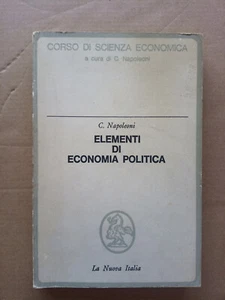 CORSO DI SCIENZA ECONOMICA
a cura di C. Napoleoni
C. Napoleoni
ELEMENTI
DI
ECONOMIA POLITICA
La Nuova Italia